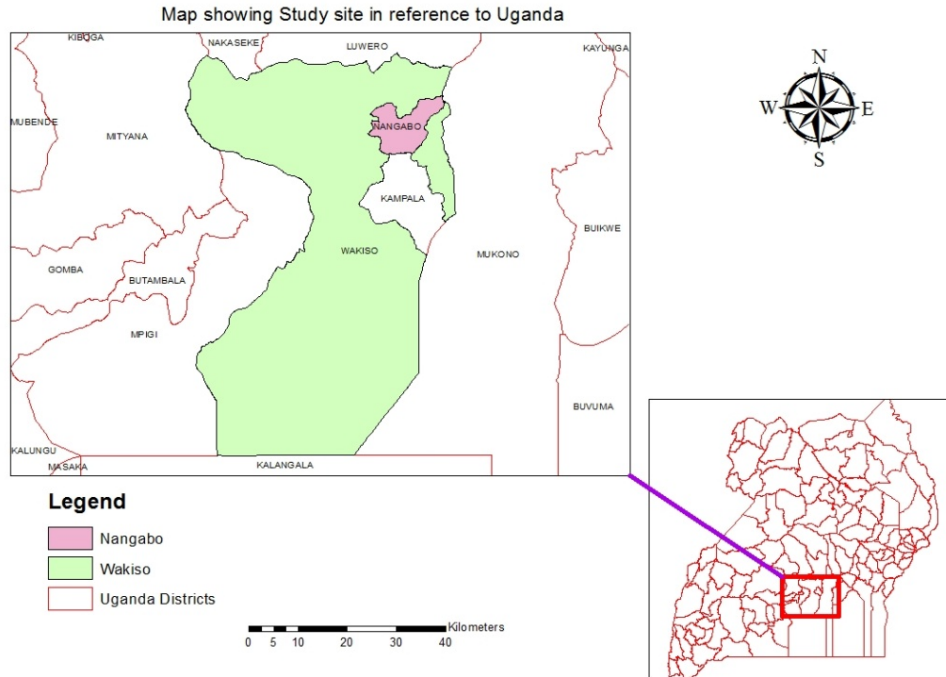 Map showing Study site in reference to Uganda
KIBOGA
NAKASEKE
LUWERO
KAYUNGA
MUBENDE
MITYANA
NANGABO
KAMPALA
WAKISO
MUKONO
BUIKWE
GOMBA
BUTAMBALA
MPIGI
BUVUMA
KALUNGU
MASAKA
KALANGALA
N
W E
S
Legend
Nangabo
Wakiso
Uganda Districts
Kilometers
0 5 10 20 30 40